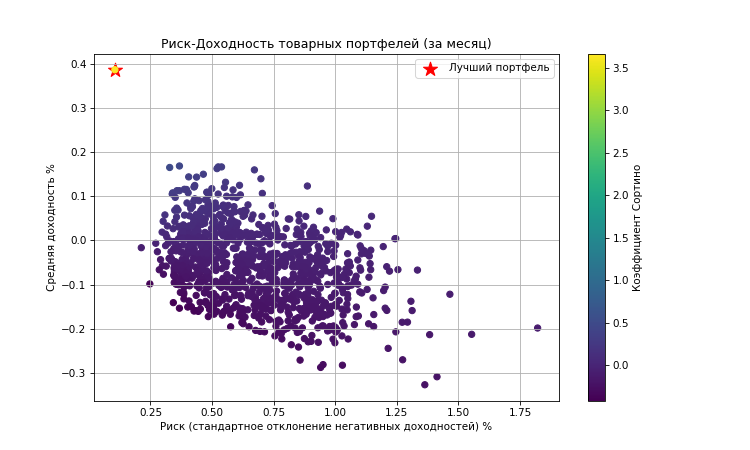 Риск-Доходность товарных портфелей (за месяц)
Лучший портфель
Средняя доходность %
0.4
0.3
0.2
0.1
0.0
−0.1
−0.2
−0.3
0.25 0.50 0.75 1.00 1.25 1.50 1.75
Риск (стандартное отклонение негативных доходностей) %
3.5
3.0
2.5
2.0
1.5
1.0
0.5
0.0
Коэффициент Сортино